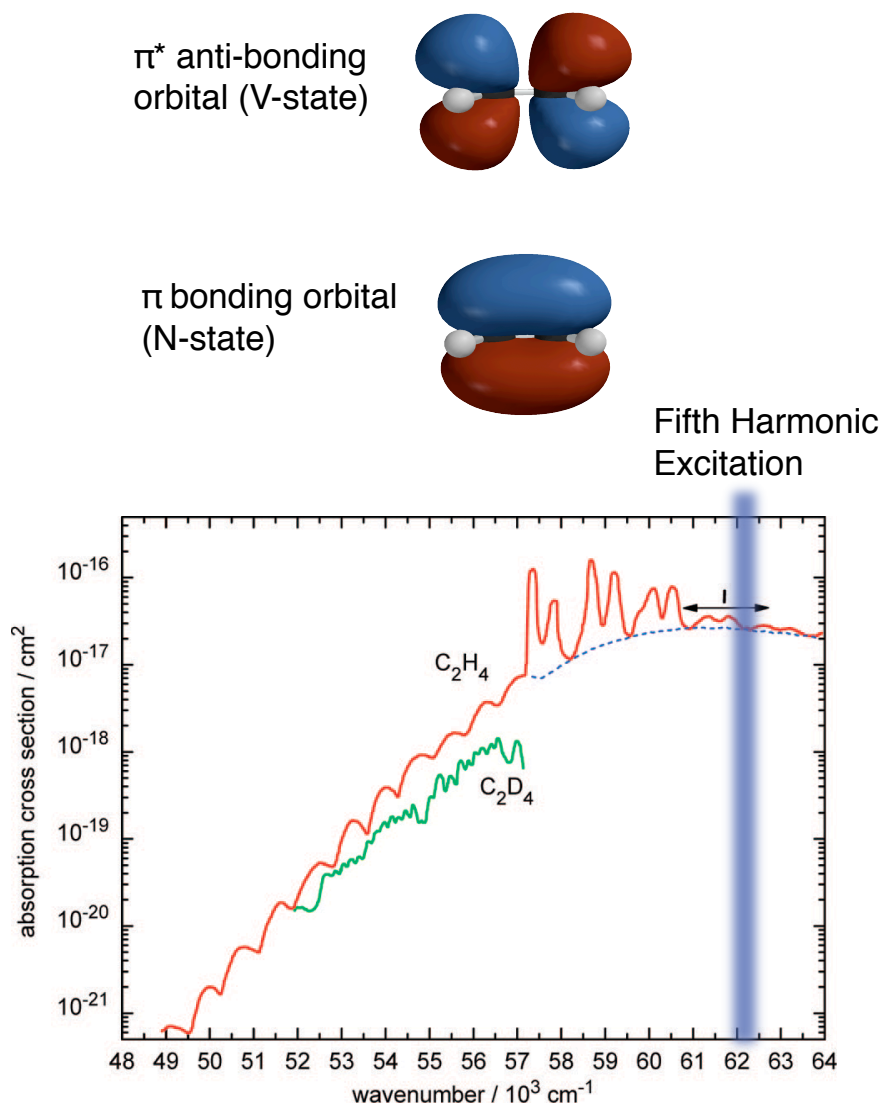 π* anti-bonding
orbital (V-state)
π bonding orbital
(N-state)
Fifth Harmonic
Excitation
10⁻¹⁶
10⁻¹⁷
10⁻¹⁸
10⁻¹⁹
10⁻²⁰
10⁻²¹
absorption cross section / cm²
C₂H₄
C₂D₄
I
48 49 50 51 52 53 54 55 56 57 58 59 60 61 62 63 64
wavenumber / 10³ cm⁻¹